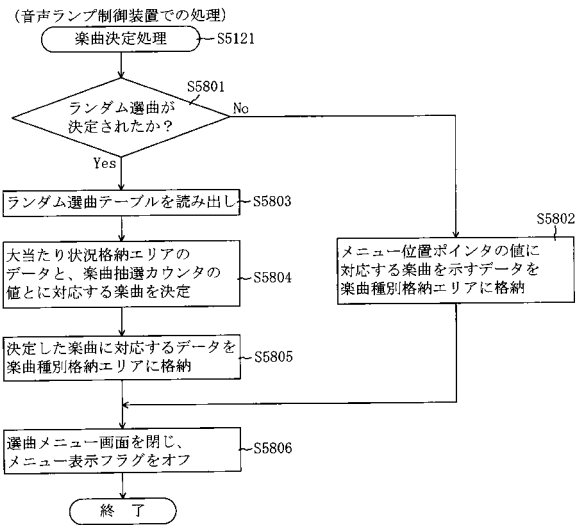 （音声ランプ制御装置での処理）
楽曲決定処理
S5121
S5801
ランダム選曲が
決定されたか？
No
Yes
ランダム選曲テーブルを読み出し
S5803
S5802
メニュー位置ポインタの値に
対応する楽曲を示すデータを
楽曲種別格納エリアに格納
大当たり状況格納エリアの
データと、楽曲抽選カウンタの
値とに対応する楽曲を決定
S5804
決定した楽曲に対応するデータを
楽曲種別格納エリアに格納
S5805
選曲メニュー画面を閉じ、
メニュー表示フラグをオフ
S5806
終 了